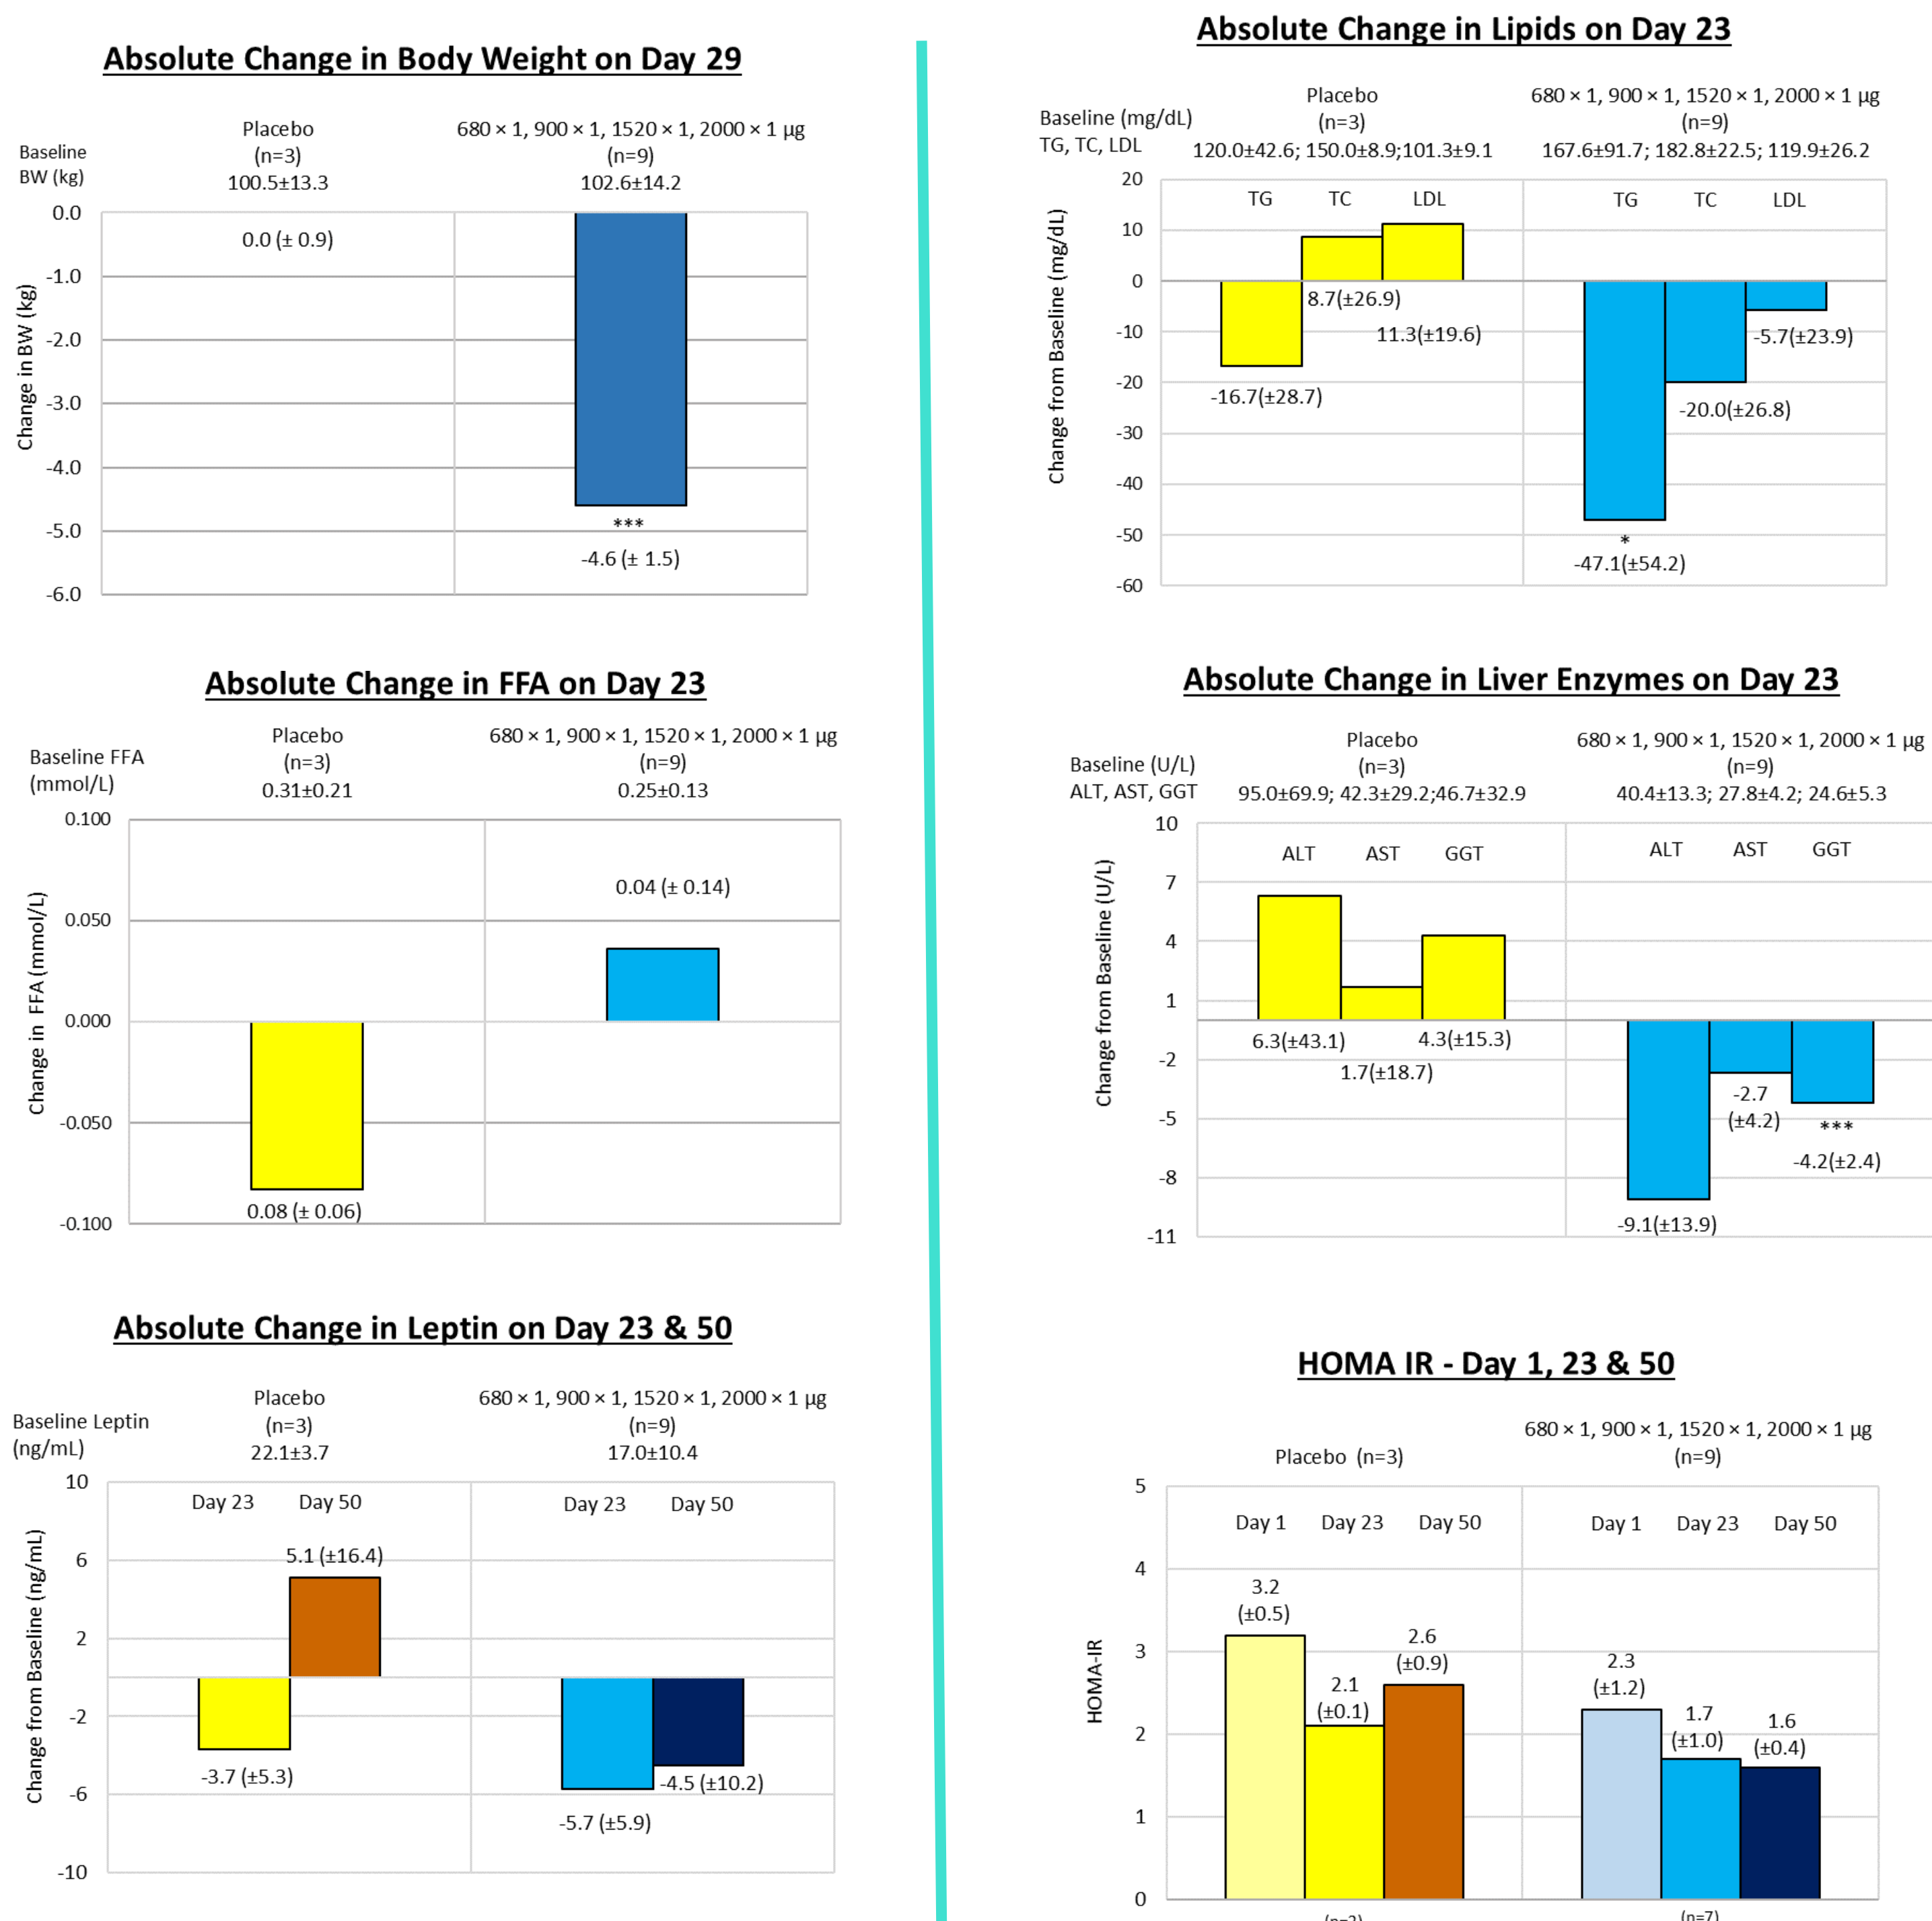 Absolute Change in Body Weight on Day 29
Placebo
680 × 1, 900 × 1, 1520 × 1, 2000 × 1 µg
Baseline
BW (kg)
(n=3)
(n=9)
100.5±13.3
102.6±14.2
Change in BW (kg)
0.0
-1.0
-2.0
-3.0
-4.0
-5.0
-6.0
0.0 (± 0.9)
***
-4.6 (± 1.5)
Absolute Change in FFA on Day 23
Baseline FFA
(mmol/L)
Placebo
(n=3)
0.31±0.21
680 × 1, 900 × 1, 1520 × 1, 2000 × 1 µg
(n=9)
0.25±0.13
Change in FFA (mmol/L)
0.100
0.050
0.000
-0.050
-0.100
0.04 (± 0.14)
0.08 (± 0.06)
Absolute Change in Leptin on Day 23 & 50
Baseline Leptin
(ng/mL)
Placebo
(n=3)
22.1±3.7
680 × 1, 900 × 1, 1520 × 1, 2000 × 1 µg
(n=9)
17.0±10.4
Change from Baseline (ng/mL)
10
6
2
-2
-6
-10
Day 23 Day 50
Day 23 Day 50
5.1 (±16.4)
-3.7 (±5.3)
-4.5 (±10.2)
-5.7 (±5.9)
Absolute Change in Lipids on Day 23
Baseline (mg/dL)
TG, TC, LDL
Placebo
(n=3)
120.0±42.6; 150.0±8.9;101.3±9.1
680 × 1, 900 × 1, 1520 × 1, 2000 × 1 µg
(n=9)
167.6±91.7; 182.8±22.5; 119.9±26.2
Change from Baseline (mg/dL)
20
10
0
-10
-20
-30
-40
-50
-60
TG TC LDL
TG TC LDL
8.7(±26.9)
11.3(±19.6)
-16.7(±28.7)
-5.7(±23.9)
-20.0(±26.8)
*
-47.1(±54.2)
Absolute Change in Liver Enzymes on Day 23
Baseline (U/L)
ALT, AST, GGT
Placebo
(n=3)
95.0±69.9; 42.3±29.2;46.7±32.9
680 × 1, 900 × 1, 1520 × 1, 2000 × 1 µg
(n=9)
40.4±13.3; 27.8±4.2; 24.6±5.3
Change from Baseline (U/L)
10
7
4
1
-2
-5
-8
-11
ALT AST GGT
ALT AST GGT
6.3(±43.1)
4.3(±15.3)
1.7(±18.7)
-2.7
(±4.2)
***
-4.2(±2.4)
-9.1(±13.9)
HOMA IR - Day 1, 23 & 50
Placebo (n=3)
680 × 1, 900 × 1, 1520 × 1, 2000 × 1 µg
(n=9)
HOMA-IR
5
4
3
2
1
0
Day 1 Day 23 Day 50
Day 1 Day 23 Day 50
3.2
(±0.5)
2.1
(±0.1)
2.6
(±0.9)
2.3
(±1.2)
1.7
(±1.0)
1.6
(±0.4)
(n=7)